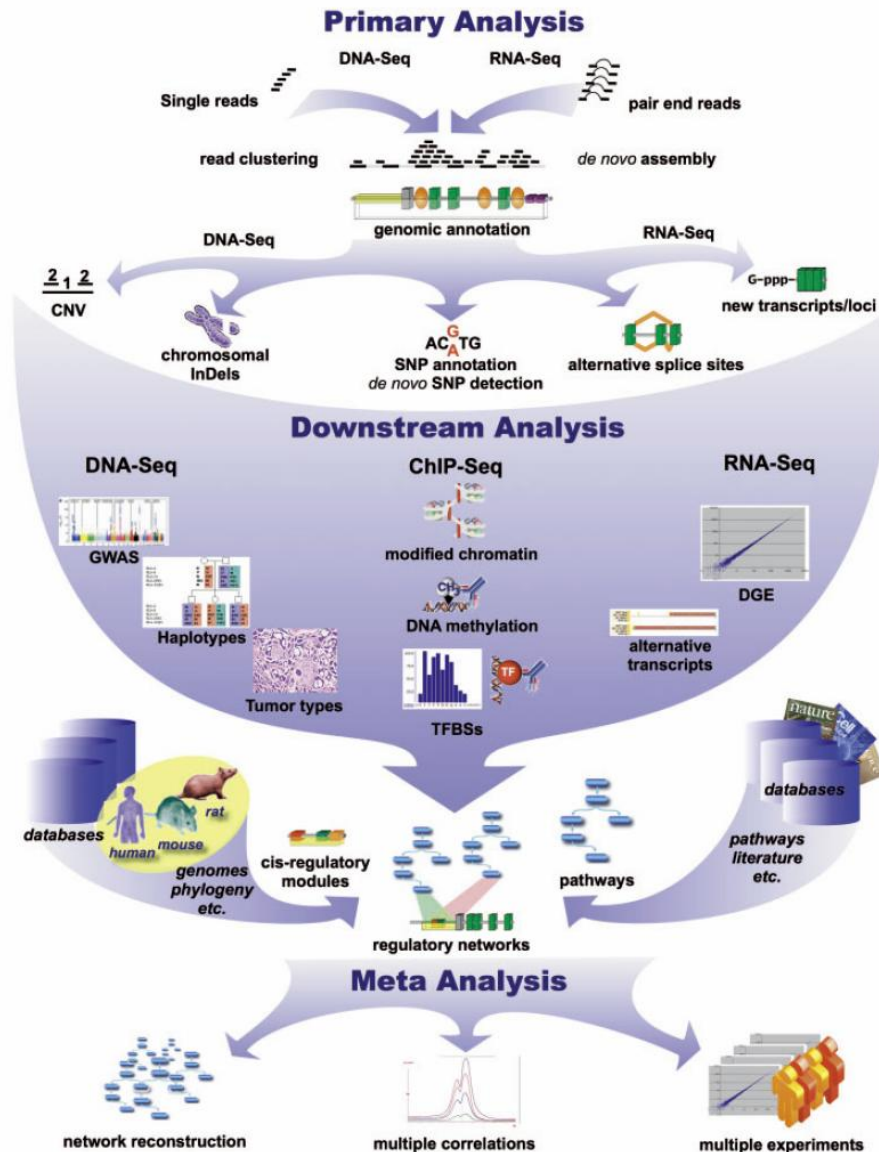 Primary Analysis
DNA-Seq RNA-Seq
Single reads pair end reads
read clustering de novo assembly
genomic annotation
DNA-Seq RNA-Seq
2 1 2
CNV
G-ppp-
new transcripts/loci
chromosomal
InDels
G
AC TG
A
SNP annotation
de novo SNP detection
alternative splice sites
Downstream Analysis
DNA-Seq ChIP-Seq RNA-Seq
GWAS
modified chromatin
DGE
Haplotypes
CH3
DNA methylation
alternative
transcripts
Tumor types
TF
TFBSs
databases
human mouse rat
genomes
phylogeny
etc.
cis-regulatory
modules
pathways
regulatory networks
nature
Cell
databases
pathways
literature
etc.
Meta Analysis
network reconstruction multiple correlations multiple experiments